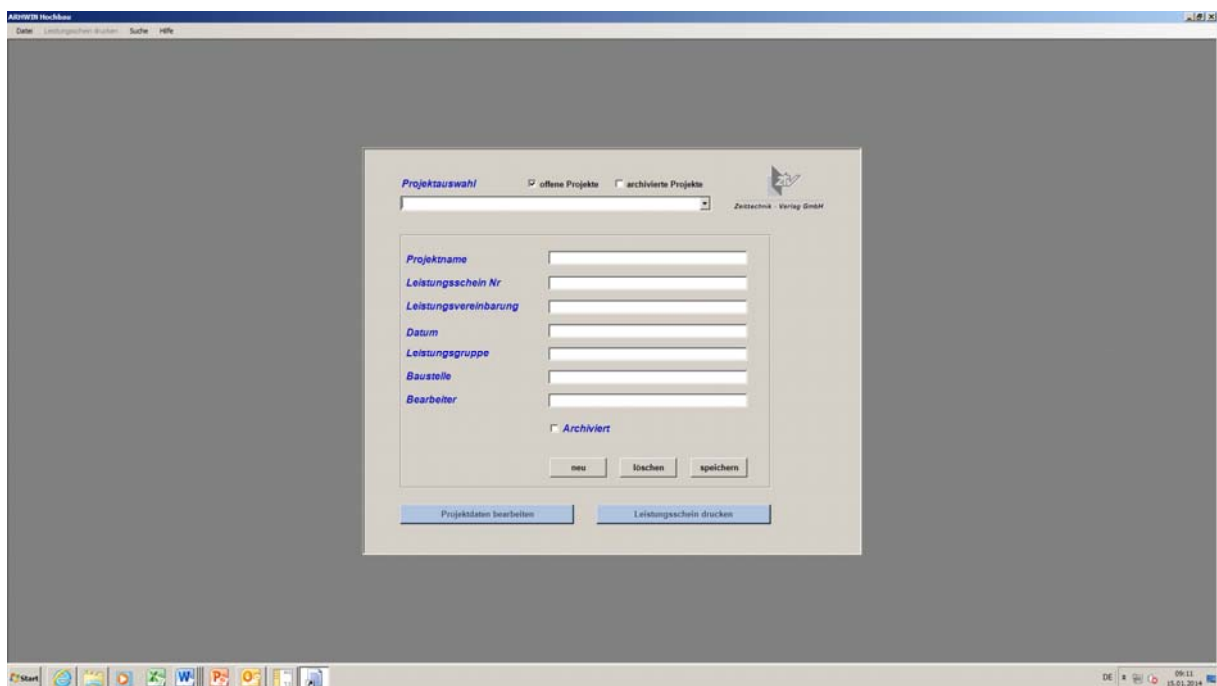 ARHWIN Hochbau
Datei Leistungsschein drucken Suche Hilfe
Projektauswahl offene Projekte archivierte Projekte
Zeittechnik - Verlag GmbH
Projektname
Leistungsschein Nr
Leistungsvereinbarung
Datum
Leistungsgruppe
Baustelle
Bearbeiter
Archiviert
neu löschen speichern
Projektdaten bearbeiten Leistungsschein drucken
Start DE 09:11
15.01.2014